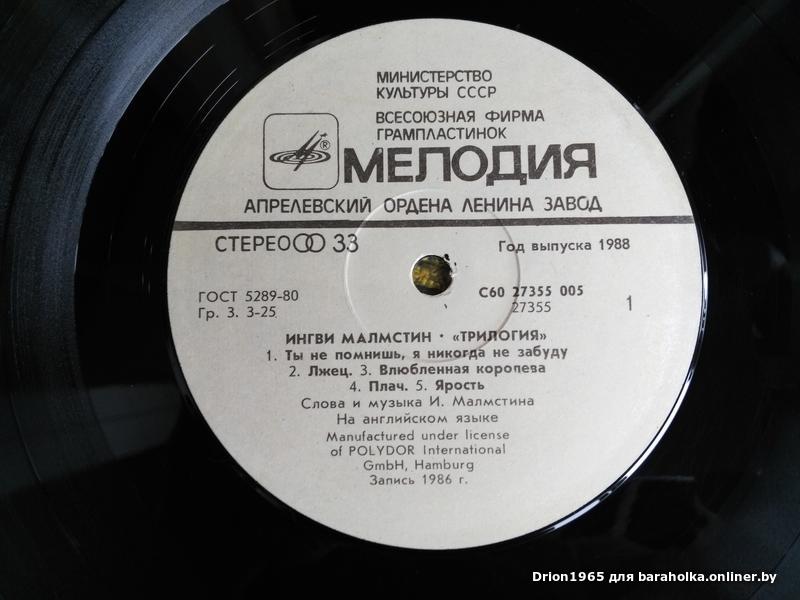 МИНИСТЕРСТВО
КУЛЬТУРЫ СССР
ВСЕСОЮЗНАЯ ФИРМА
ГРАМПЛАСТИНОК
®
МЕЛОДИЯ
АПРЕЛЕВСКИЙ ОРДЕНА ЛЕНИНА ЗАВОД
СТЕРЕО 33
Год выпуска 1988
ГОСТ 5289-80
Гр. 3. 3-25
С60 27355 005
27355
1
ИНГВИ МАЛМСТИН · «ТРИЛОГИЯ»
1. Ты не помнишь, я никогда не забуду
2. Лжец. 3. Влюбленная королева
4. Плач. 5. Ярость
Слова и музыка И. Малмстина
На английском языке
Manufactured under license
of POLYDOR International
GmbH, Hamburg
Запись 1986 г.
Drion1965 для baraholka.onliner.by